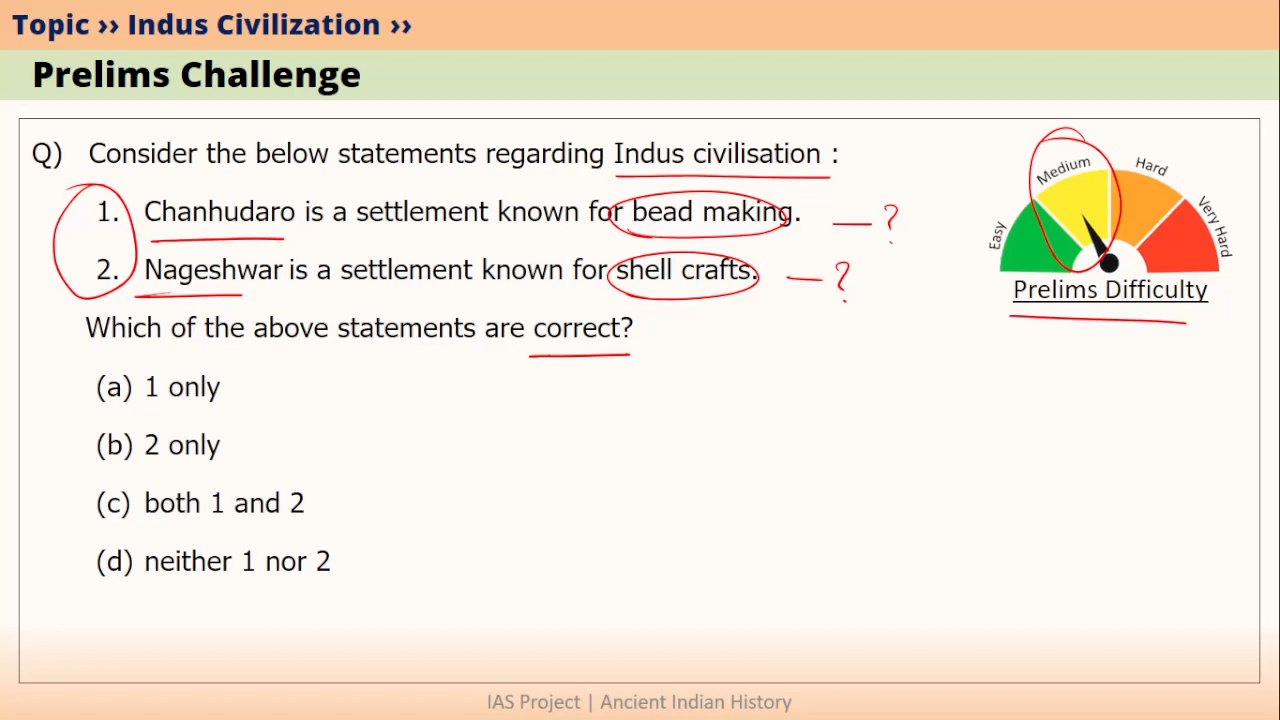 Topic ›› Indus Civilization ››
Prelims Challenge
Q) Consider the below statements regarding Indus civilisation :
1. Chanhudaro is a settlement known for bead making. — ?
2. Nageshwar is a settlement known for shell crafts. — ?
Which of the above statements are correct?
(a) 1 only
(b) 2 only
(c) both 1 and 2
(d) neither 1 nor 2
Easy
Medium
Hard
Very Hard
Prelims Difficulty
IAS Project | Ancient Indian History